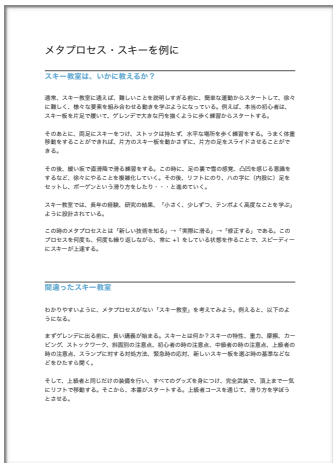 メタプロセス・スキーを例に
スキー教室は、いかに教えるか？
通常、スキー教室に通えば、難しいことを説明しすぎる前に、簡単な運動からスタートして、徐々
に難しく、様々な要素を組み合わせる動きを学ぶようになっている。例えば、本当の初心者は、
スキー板を片足で履いて、ゲレンデで大きな円を描くように歩く練習からスタートする。
そのあとに、両足にスキーをつけ、ストックは持たず、水平な場所を歩く練習をする。うまく体重
移動をすることができれば、片方のスキー板を動かさずに、片方の足をスライドさせることがで
きる。
その後、緩い坂で直滑降で滑る練習をする。この時に、足の裏で雪の感覚、凸凹を感じる意識を
するなど、徐々にやることを複雑化していく。その後、リフトにのり、ハの字に（内股に）足を
セットし、ボーゲンという滑り方をしたり・・・と進めていく。
スキー教室では、長年の経験、研究の結果、「小さく、少しずつ、テンポよく高度なことを学ぶ」
ように設計されている。
この時のメタプロセスとは「新しい技術を知る」→「実際に滑る」→「修正する」である。この
プロセスを何度も、何度も繰り返しながら、常に +1 をしている状態を作ることで、スピーディー
にスキーが上達する。
間違ったスキー教室
わかりやすいように、メタプロセスがない「スキー教室」を考えてみよう。例えると、以下のよ
うになる。
まずゲレンデに出る前に、長い講義が始まる。スキーとは何か？スキーの特性、重力、摩擦、カー
ビング、ストックワーク、斜面別の注意点、初心者の時の注意点、中級者の時の注意点、上級者の
時の注意点、スランプに対する対処方法、緊急時の対応、新しいスキー板を選ぶ時の基準などな
どをひたすら聞く。
そして、上級者と同じだけの装備を行い、すべてのグッズを身につけ、完全武装で、頂上まで一気
にリフトで移動する。そこから、本番がスタートする。上級者コースを通じて、滑り方を学ぼう
とさせる。